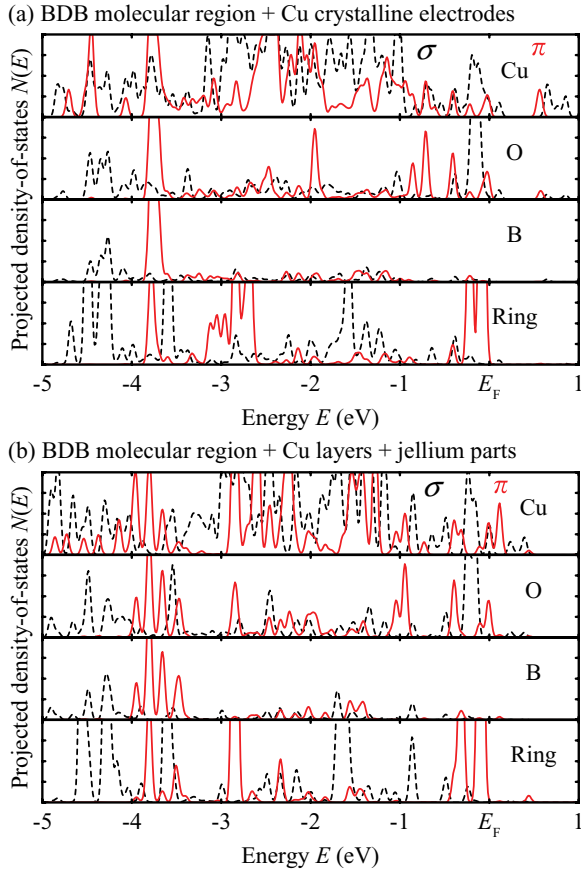 (a) BDB molecular region + Cu crystalline electrodes
Projected density-of-states N(E)
σ π
Cu
O
B
Ring
-5 -4 -3 -2 -1 E_F 1
Energy E (eV)
(b) BDB molecular region + Cu layers + jellium parts
Projected density-of-states N(E)
σ π
Cu
O
B
Ring
-5 -4 -3 -2 -1 E_F 1
Energy E (eV)